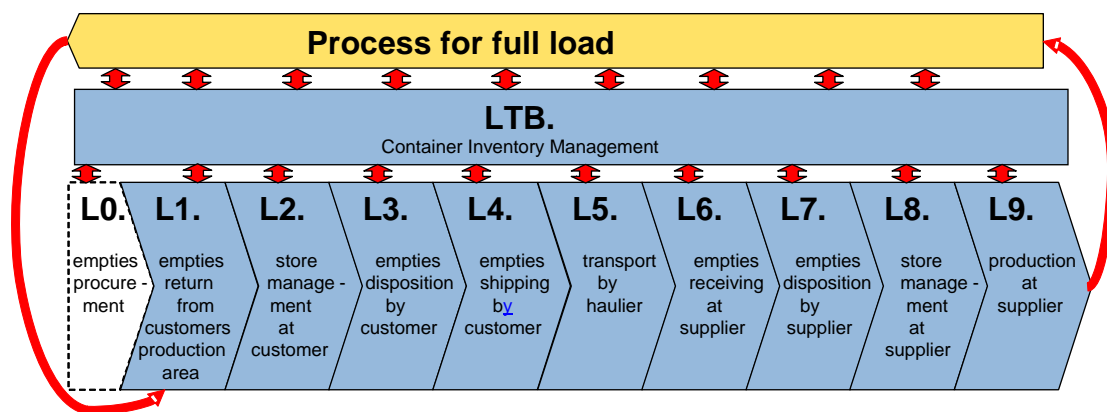 Process for full load
LTB.
Container Inventory Management
L0.
empties
procure -
ment
L1.
empties
return
from
customers
production
area
L2.
store
manage -
ment
at
customer
L3.
empties
disposition
by
customer
L4.
empties
shipping
by
customer
L5.
transport
by
haulier
L6.
empties
receiving
at
supplier
L7.
empties
disposition
by
supplier
L8.
store
manage -
ment
at
supplier
L9.
production
at
supplier